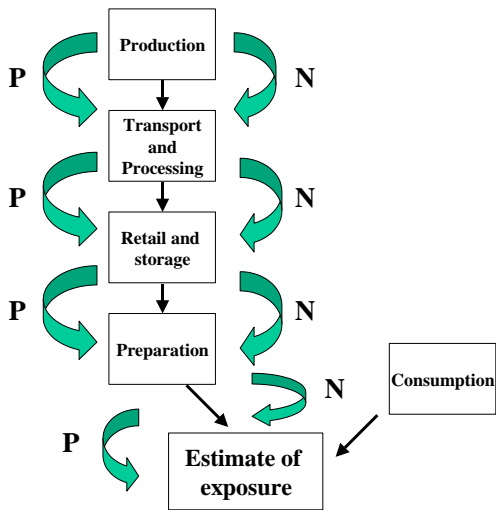 Production
P
N
Transport
and
Processing
P
N
Retail and
storage
P
N
Preparation
Consumption
N
P
Estimate of
exposure